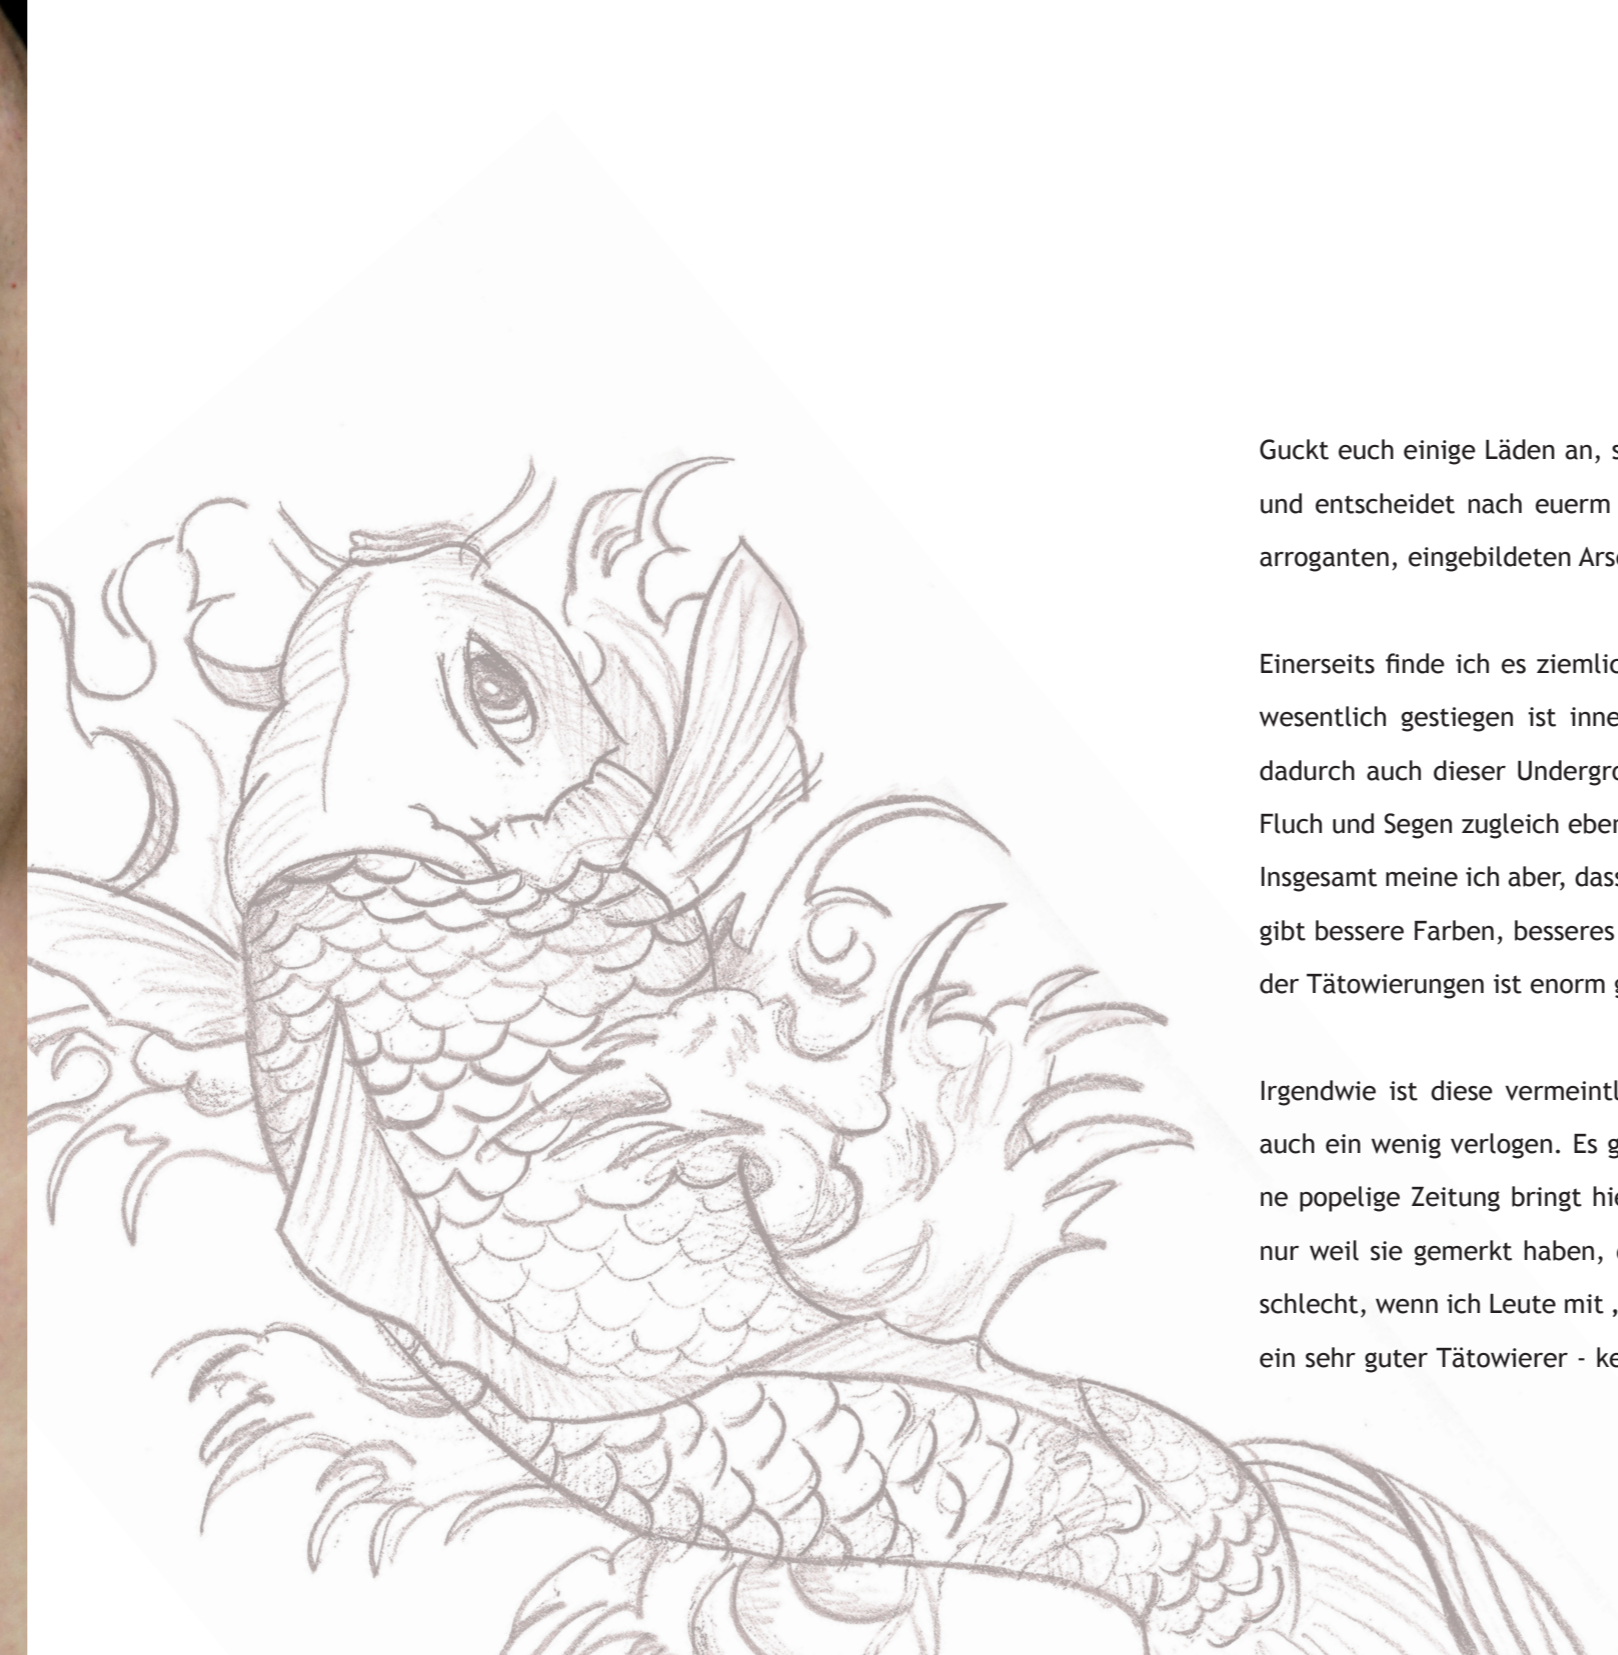 Guckt euch einige Läden an,
und entscheidet nach euerm
arroganten, eingebildeten
Einerseits finde ich es
wesentlich gestiegen ist
dadurch auch dieser
Fluch und Segen zugleich
Insgesamt meine ich aber,
gibt bessere Farben, besseres
der Tätowierungen ist enorm
Irgendwie ist diese
auch ein wenig verlogen. Es
ne popelige Zeitung bringt
nur weil sie gemerkt haben,
schlecht, wenn ich Leute mit „
ein sehr guter Tätowierer -